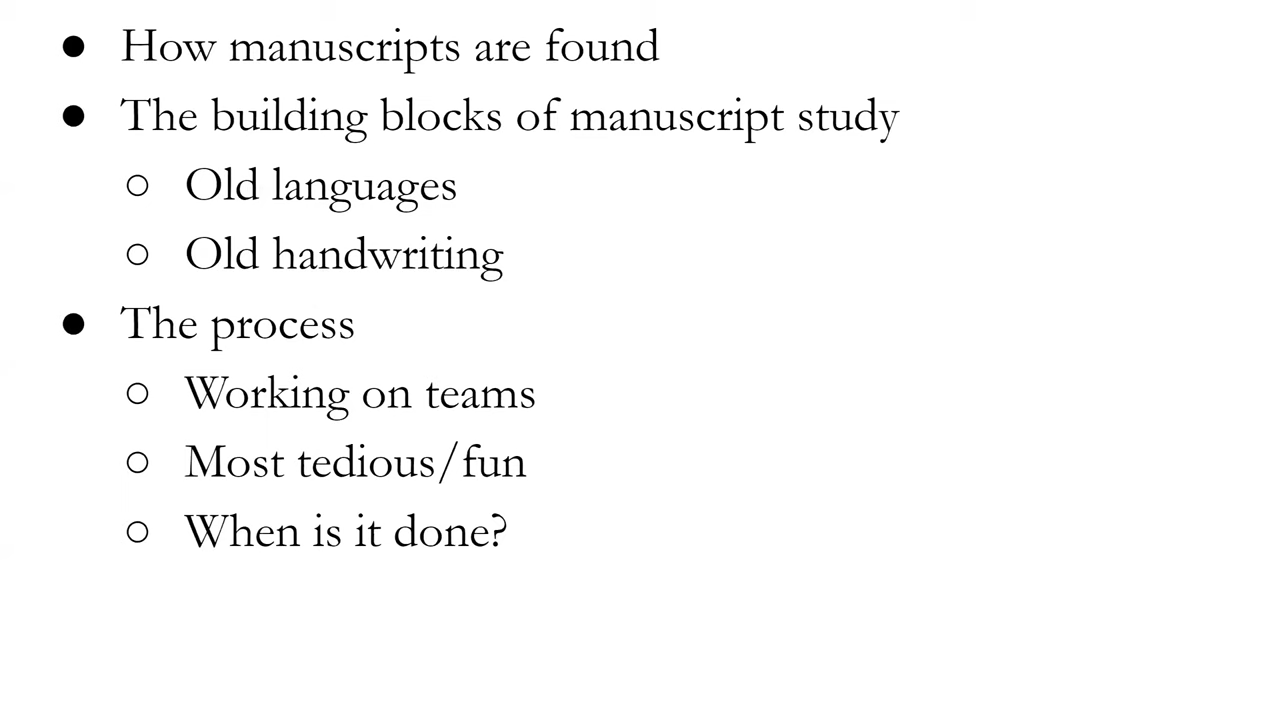 ● How manuscripts are found
● The building blocks of manuscript study
○ Old languages
○ Old handwriting
● The process
○ Working on teams
○ Most tedious/fun
○ When is it done?